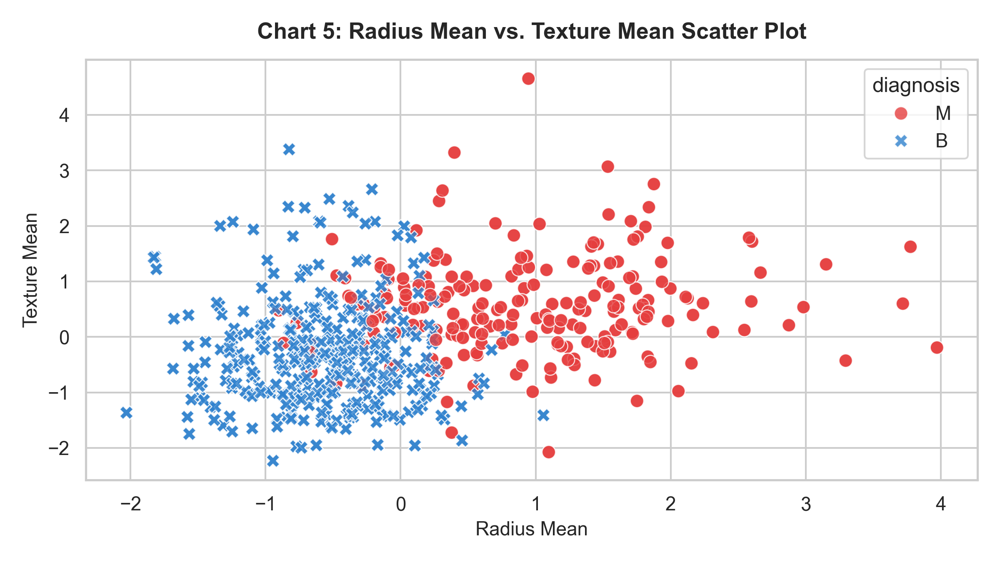 Chart 5: Radius Mean vs. Texture Mean Scatter Plot
diagnosis
M
B
Texture Mean
4
3
2
1
0
−1
−2
−2 −1 0 1 2 3 4
Radius Mean